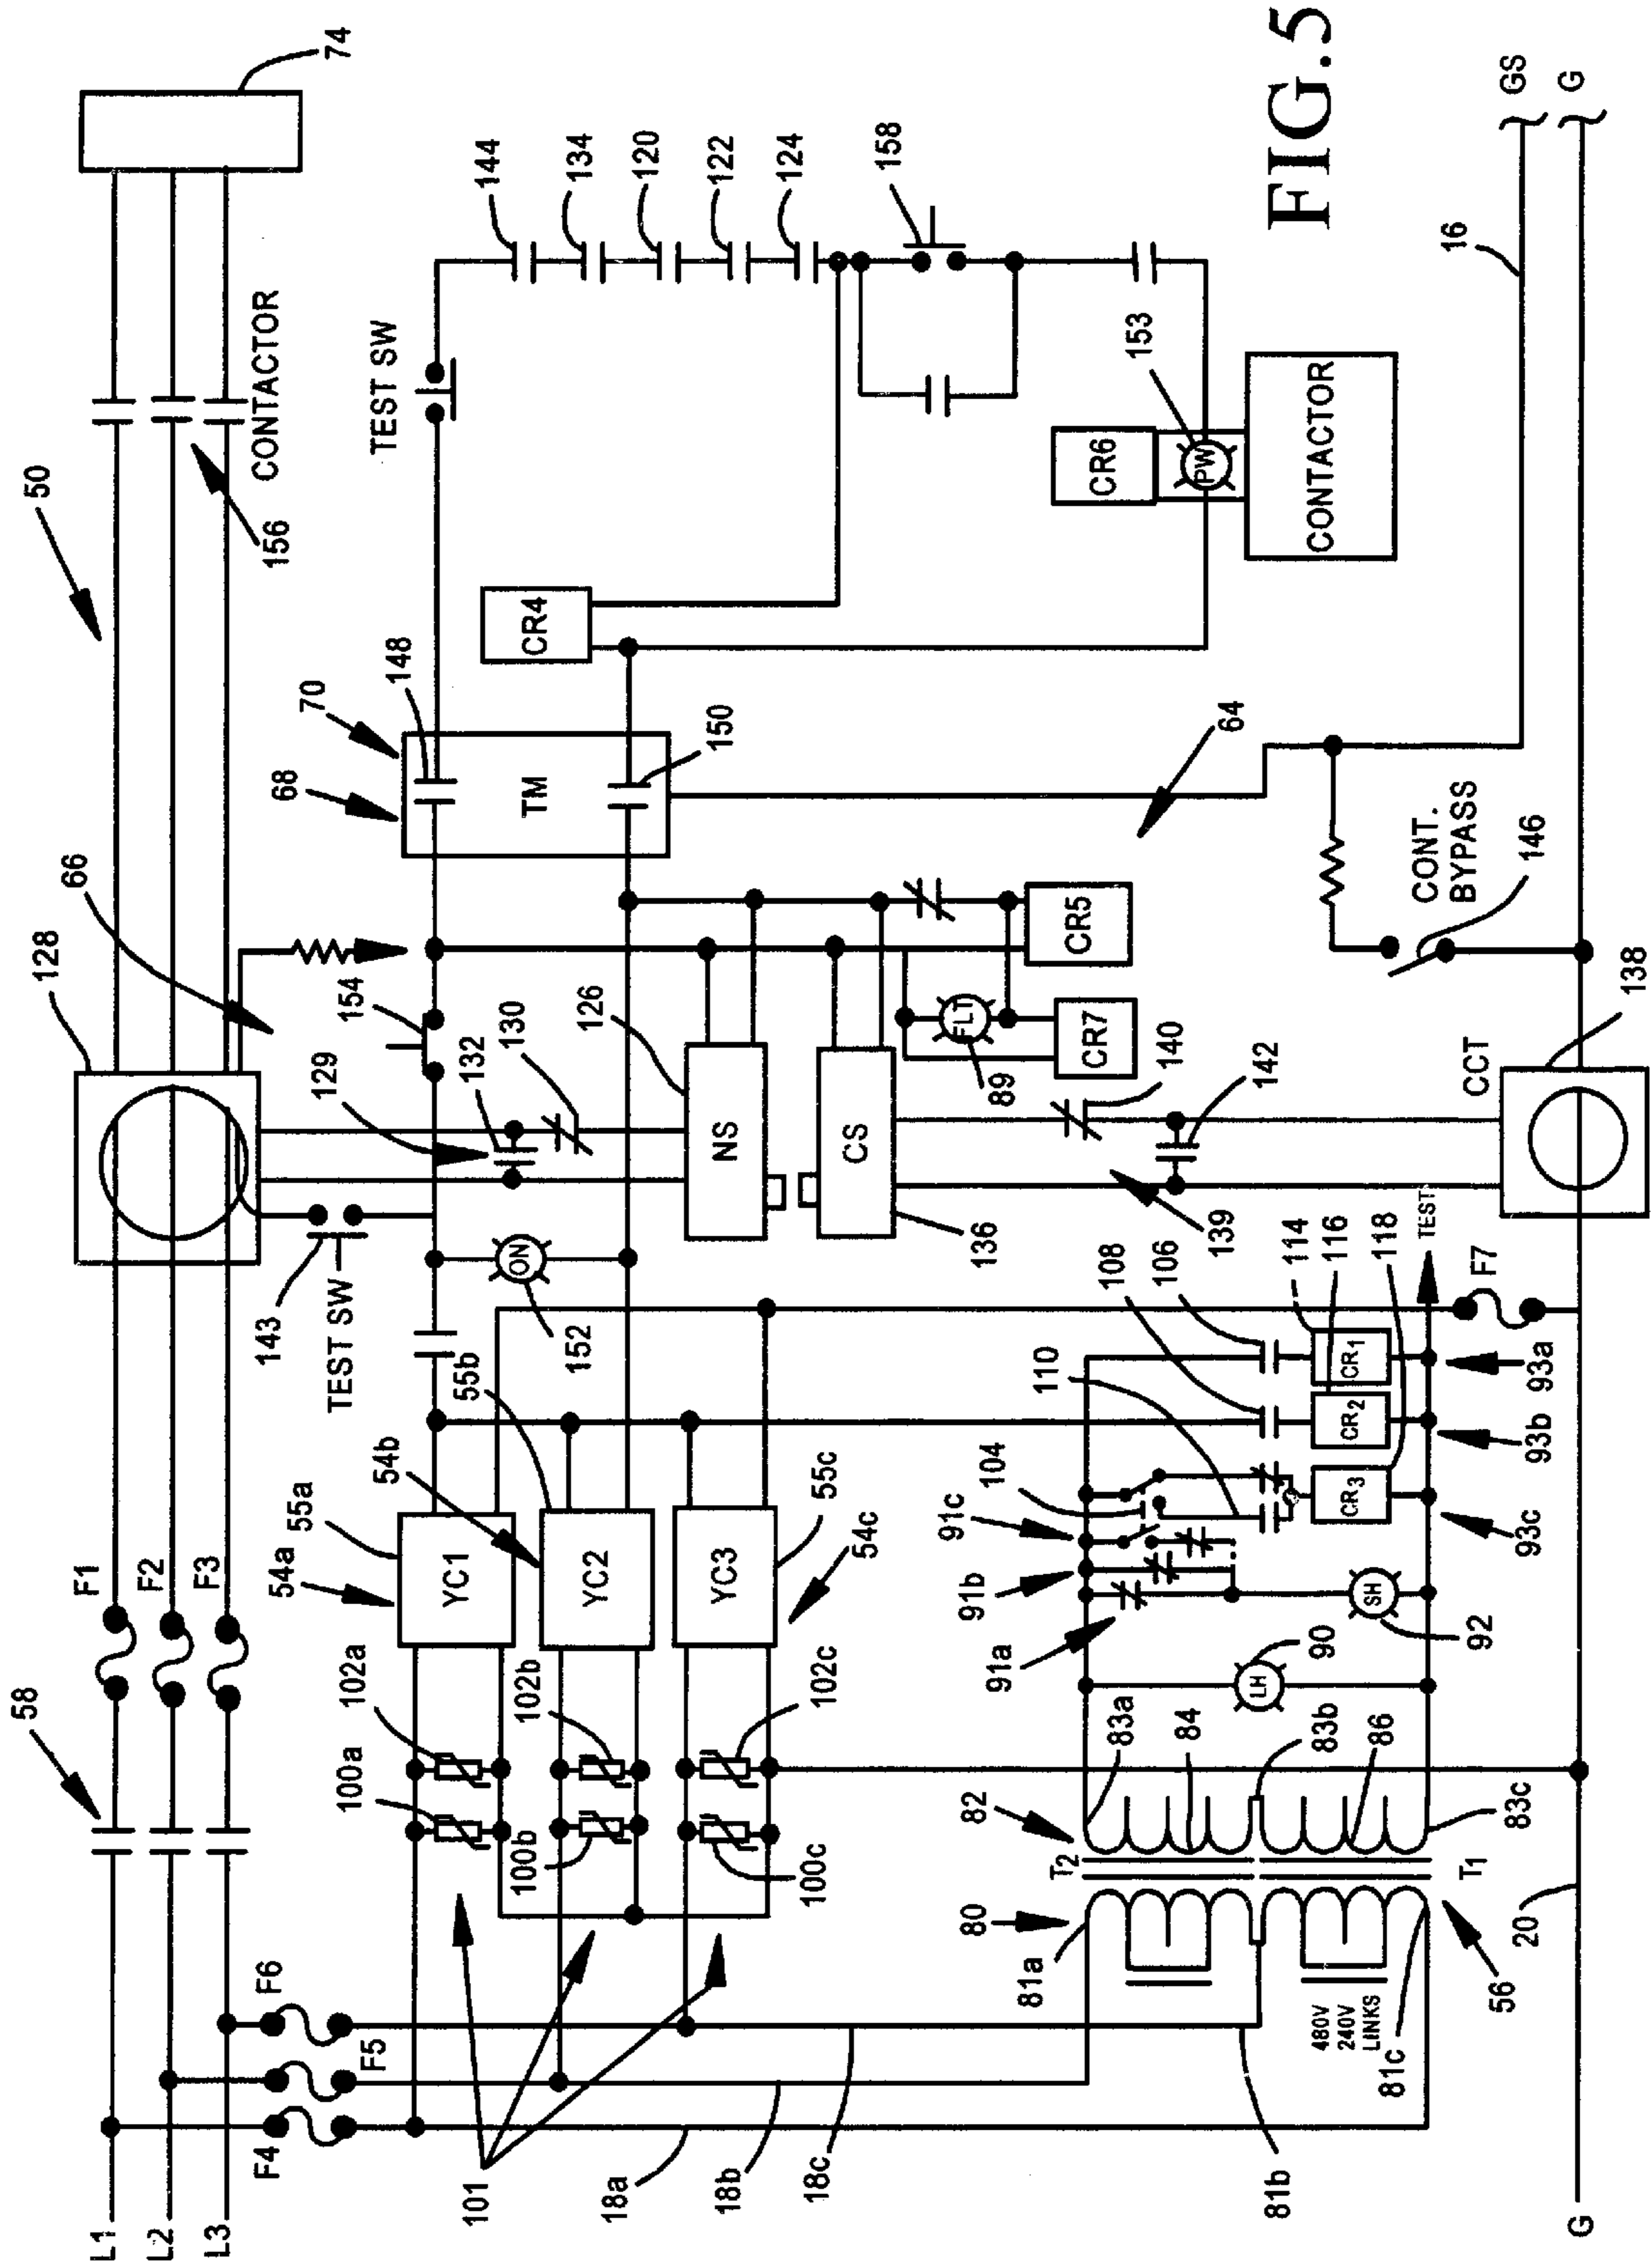 74
50
CONTACTOR
156
66
128
58
F1
F2
F3
F6
F5
F4
L1
L2
L3
144
134
120
122
124
158
TEST SW
153
PW
CR6
CONTACTOR
CR4
148
70
68
TM
150
64
154
129
132
130
126
NS
CS
136
FLT
89
CR5
CR7
140
142
139
143
TEST SW
ON
152
55a
54a
YC1
54b
55b
YC2
YC3
55c
54c
102a
100a
102b
100b
102c
100c
101
18a
18b
18c
81b
108
106
110
104
91c
91b
91a
114
116
118
CR1
CR2
CR3
TEST
F7
93a
93b
93c
SH
92
LH
90
83a
84
83b
86
83c
82
T2
T1
80
81a
480V
240V
LINKS
81c
56
20
G
CCT
138
CONT.
BYPASS
146
16
GS
G
FIG.5